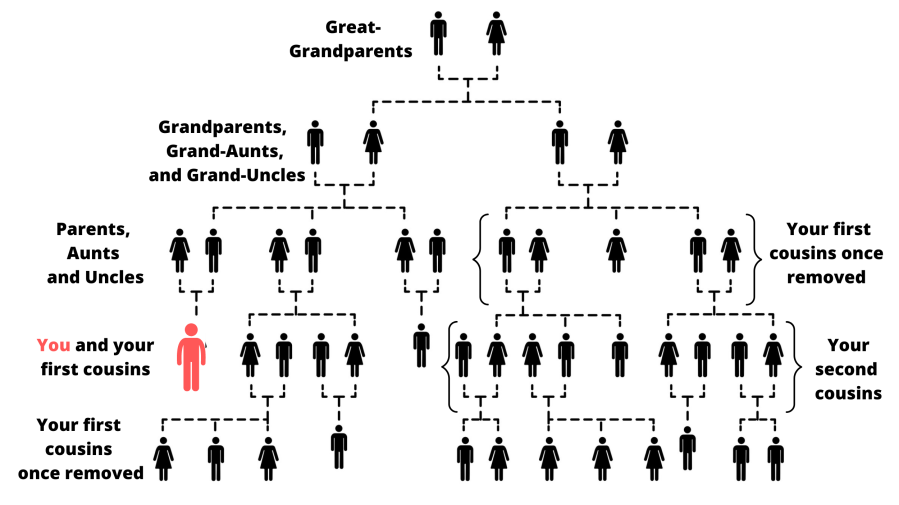 Great-
Grandparents
Grandparents,
Grand-Aunts,
and Grand-Uncles
Parents,
Aunts
and Uncles
Your first
cousins once
removed
You and your
first cousins
Your
second
cousins
Your first
cousins
once removed